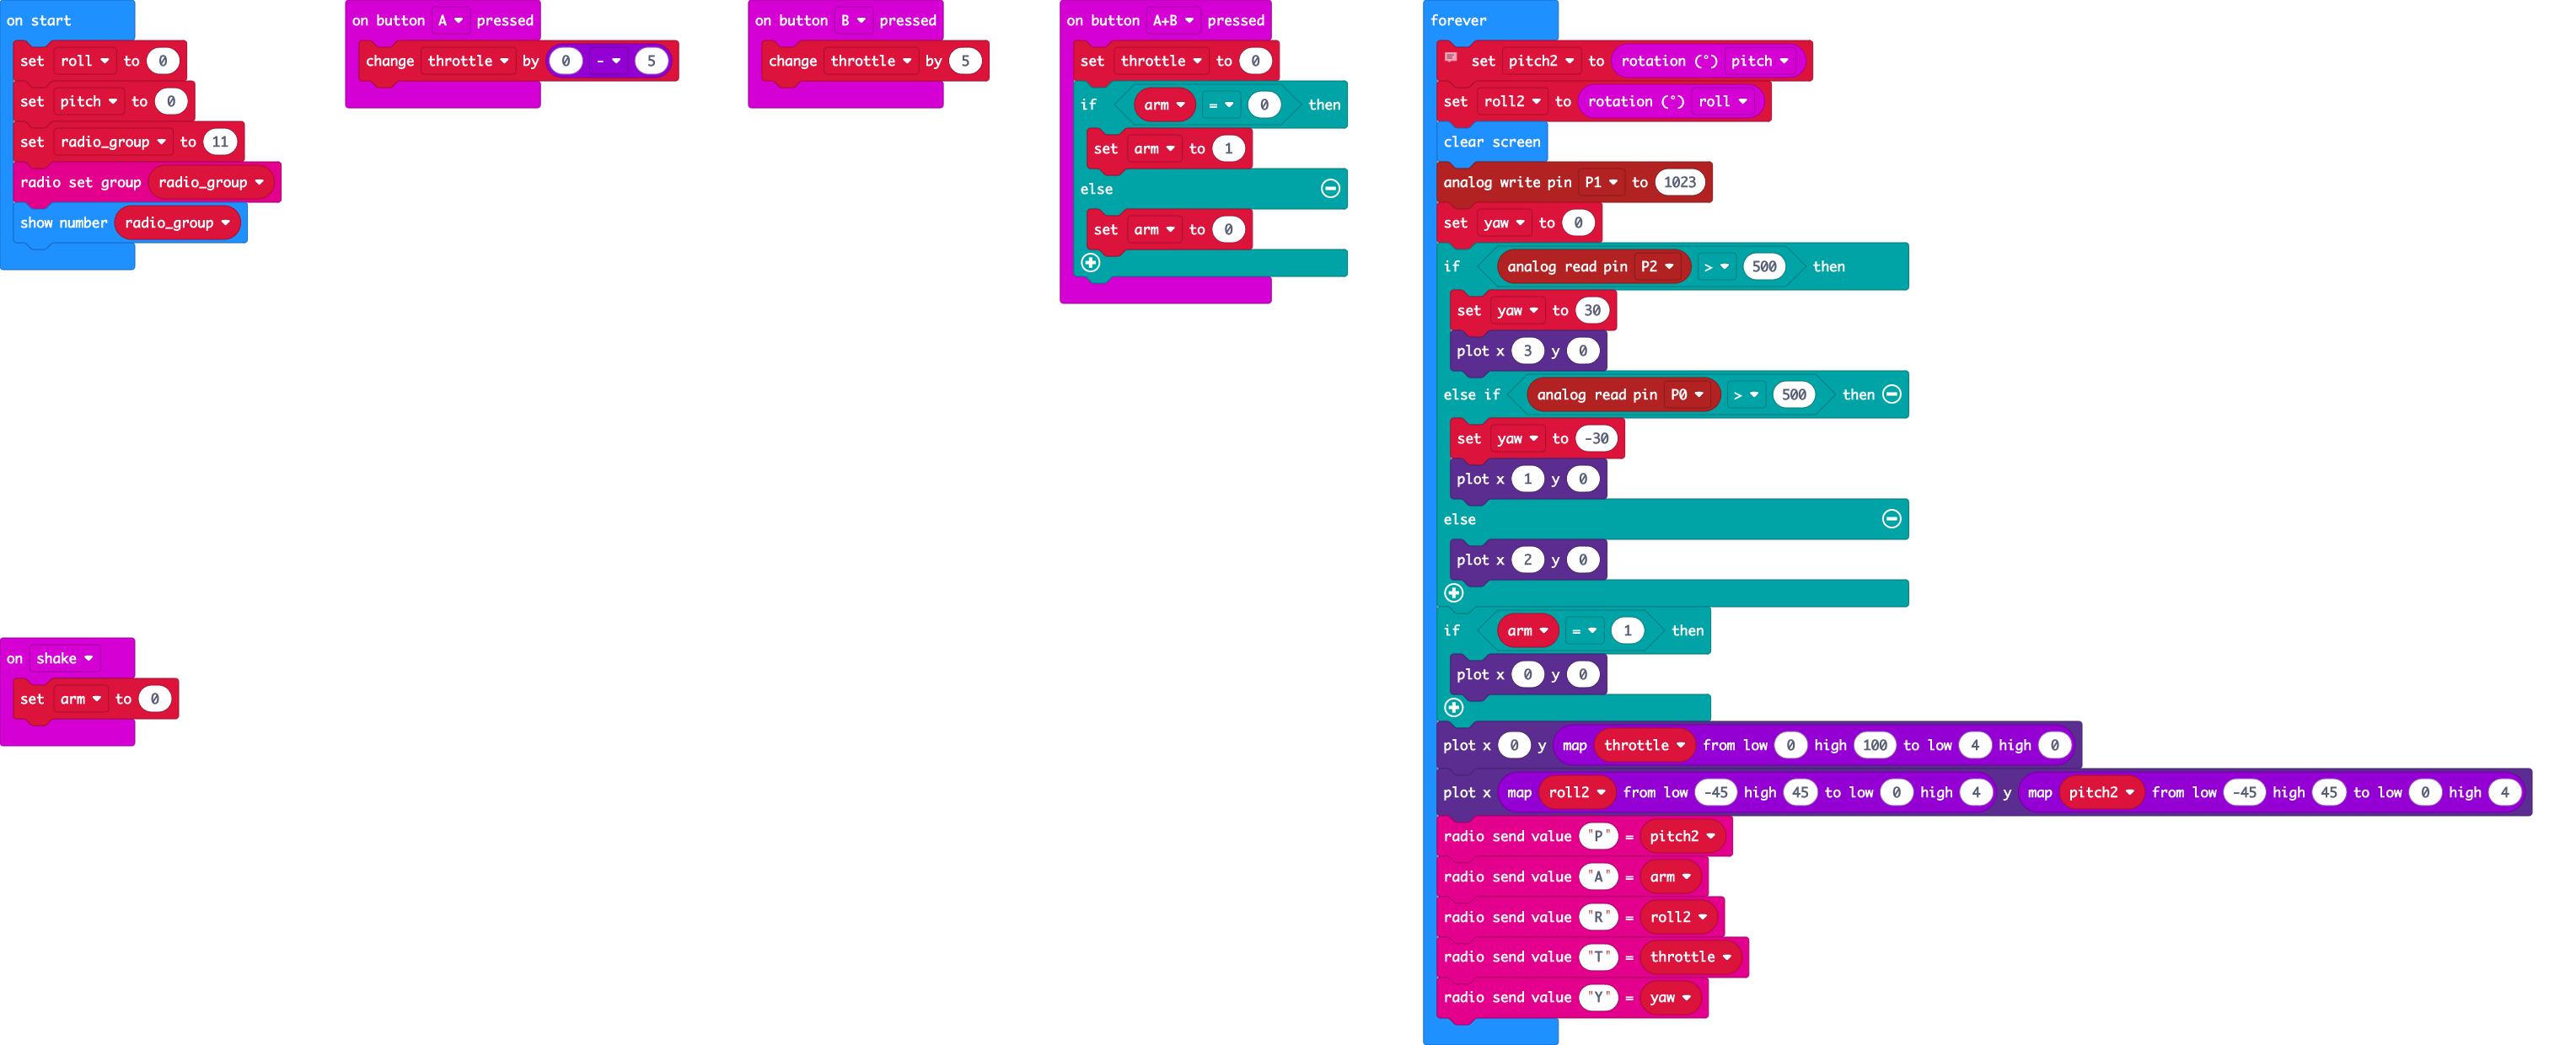 on start
set roll to 0
set pitch to 0
set radio_group to 11
radio set group radio_group
show number radio_group
on button A pressed
change throttle by 0 - 5
on button B pressed
change throttle by 5
on button A+B pressed
set throttle to 0
if arm = 0 then
set arm to 1
else
set arm to 0
on shake
set arm to 0
forever
set pitch2 to rotation (°) pitch
set roll2 to rotation (°) roll
clear screen
analog write pin P1 to 1023
set yaw to 0
if analog read pin P2 > 500 then
set yaw to 30
plot x 3 y 0
else if analog read pin P0 > 500 then
set yaw to -30
plot x 1 y 0
else
plot x 2 y 0
if arm = 1 then
plot x 0 y 0
plot x 0 y map throttle from low 0 high 100 to low 4 high 0
plot x map roll2 from low -45 high 45 to low 0 high 4 y map pitch2 from low -45 high 45 to low 0 high 4
radio send value "P" = pitch2
radio send value "A" = arm
radio send value "R" = roll2
radio send value "T" = throttle
radio send value "Y" = yaw